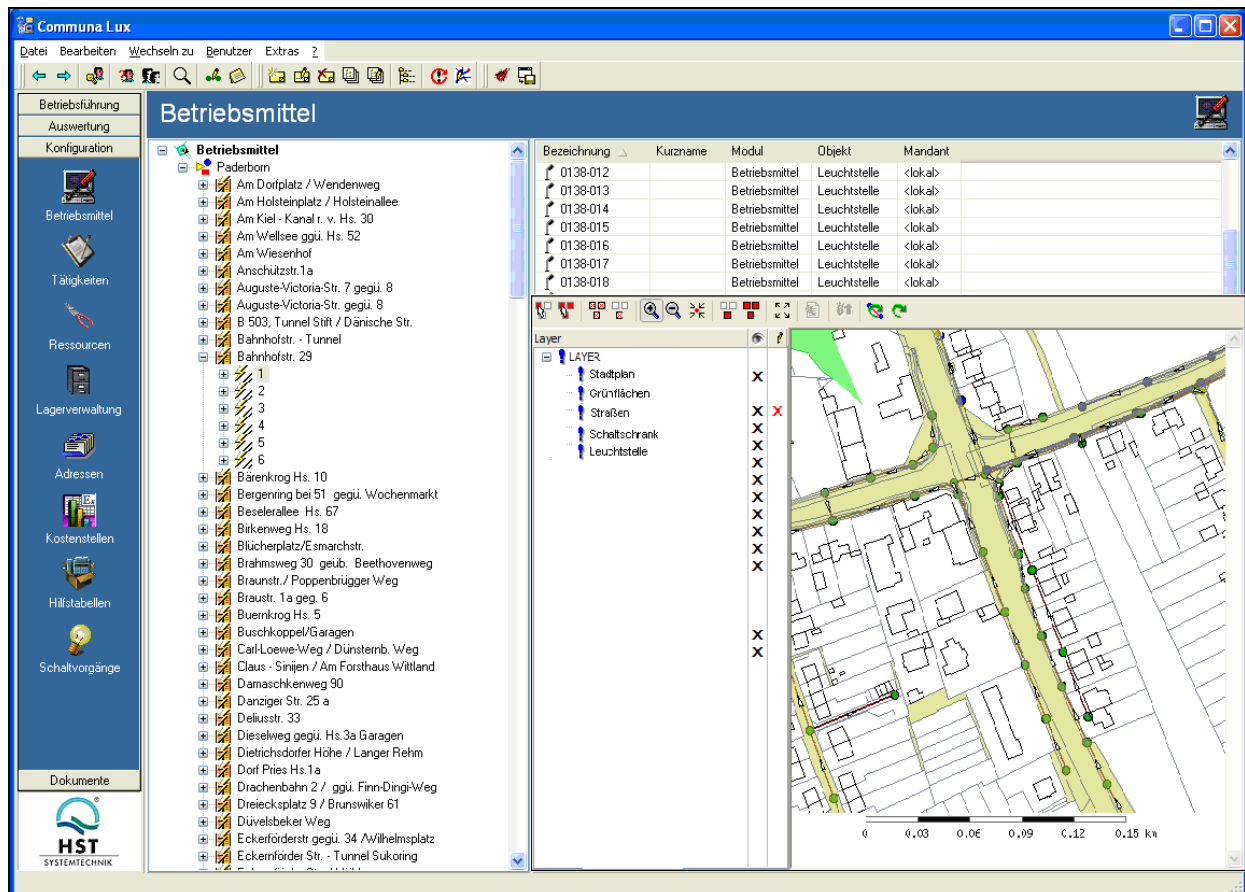 Communa Lux
Datei Bearbeiten Wechseln zu Benutzer Extras ?
Betriebsführung
Auswertung
Konfiguration
Betriebsmittel
Tätigkeiten
Ressourcen
Lagerverwaltung
Adressen
Kostenstellen
Hilfstabellen
Schaltvorgänge
Dokumente
HST
SYSTEMTECHNIK
Betriebsmittel
Betriebsmittel
Paderborn
Am Dorfplatz / Wendenweg
Am Holsteinplatz / Holsteinallee
Am Kiel - Kanal r. v. Hs. 30
Am Wellsee ggü. Hs. 52
Am Wiesenhof
Anschützstr.1a
Auguste-Victoria-Str. 7 gegü. 8
Auguste-Victoria-Str. gegü. 8
B 503, Tunnel Stift / Dänische Str.
Bahnhofstr. - Tunnel
Bahnhofstr. 29
1
2
3
4
5
6
Bärenkrog Hs. 10
Bergenring bei 51 gegü. Wochenmarkt
Beselerallee Hs. 67
Birkenweg Hs. 18
Blücherplatz/Esmarchstr.
Brahmsweg 30 geüb. Beethovenweg
Braunstr./ Poppenbrügger Weg
Braustr. 1a geg. 6
Buernkrog Hs. 5
Buschkoppel/Garagen
Carl-Loewe-Weg / Dünsternb. Weg
Claus - Sinijen / Am Forsthaus Wittland
Damaschkenweg 90
Danziger Str. 25 a
Deliusstr. 33
Dieselweg gegü. Hs.3a Garagen
Dietrichsdorfer Höhe / Langer Rehm
Dorf Pries Hs.1a
Drachenbahn 2 / ggü. Finn-Dingi-Weg
Dreiecksplatz 9 / Brunswiker 61
Düvelsbeker Weg
Eckerförderstr gegü. 34 /Wilhelmsplatz
Eckernförder Str. - Tunnel Sukoring
Bezeichnung Kurzname Modul Objekt Mandant
0138-012 Betriebsmittel Leuchtstelle <lokal>
0138-013 Betriebsmittel Leuchtstelle <lokal>
0138-014 Betriebsmittel Leuchtstelle <lokal>
0138-015 Betriebsmittel Leuchtstelle <lokal>
0138-016 Betriebsmittel Leuchtstelle <lokal>
0138-017 Betriebsmittel Leuchtstelle <lokal>
0138-018 Betriebsmittel Leuchtstelle <lokal>
Layer
LAYER
Stadtplan X
Grünflächen
Straßen X X
Schaltschrank X
Leuchtstelle X
X
X
X
X
X
X
X
X
X
0 0.03 0.06 0.09 0.12 0.15 km